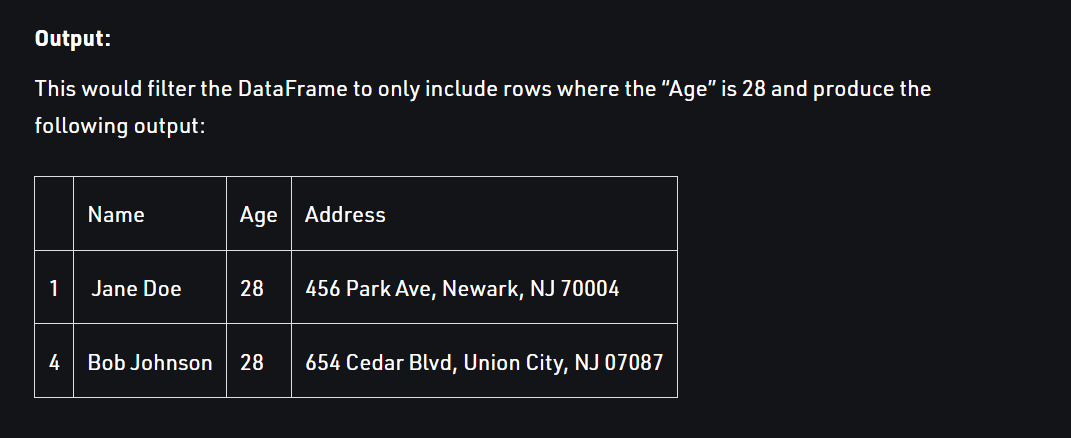 Output:
This would filter the DataFrame to only include rows where the “Age” is 28 and produce the
following output:
Name Age Address
1 Jane Doe 28 456 Park Ave, Newark, NJ 70004
4 Bob Johnson 28 654 Cedar Blvd, Union City, NJ 07087